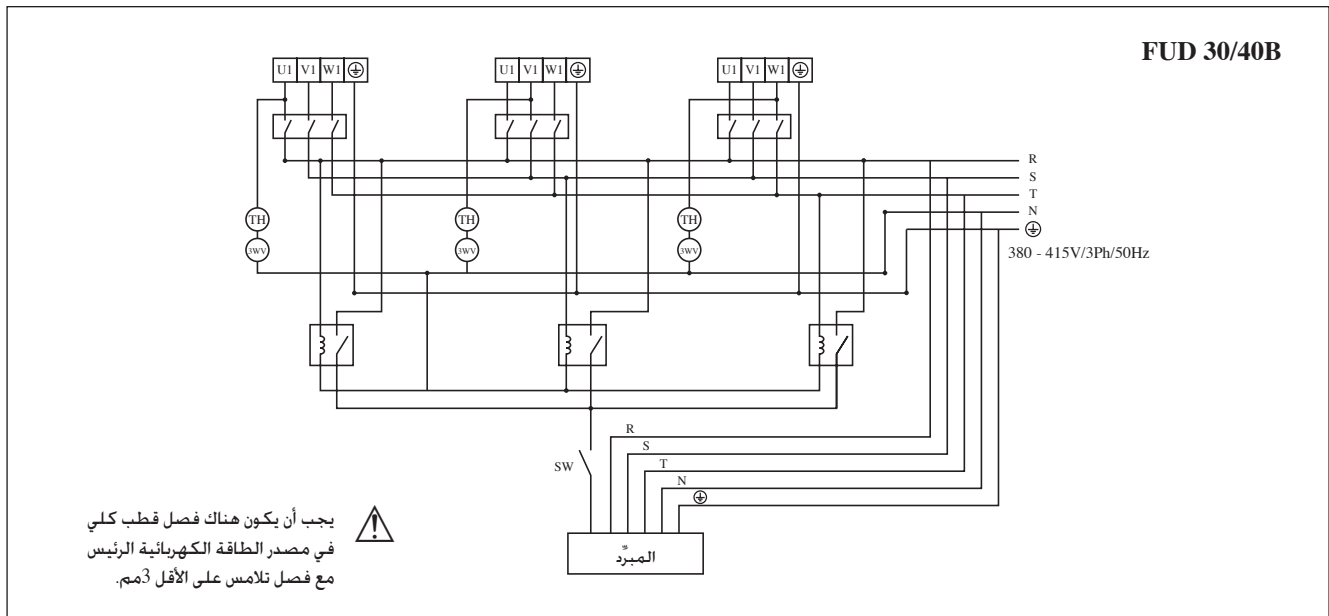 FUD 30/40B
U1 V1 W1
U1 V1 W1
U1 V1 W1
R
S
T
N
380 - 415V/3Ph/50Hz
TH
3WV
TH
3WV
TH
3WV
R
S
T
N
SW
المبرّد
يجب أن يكون هناك فصل قطب كلي
في مصدر الطاقة الكهربائية الرئيس
مع فصل تلامس على الأقل 3مم.